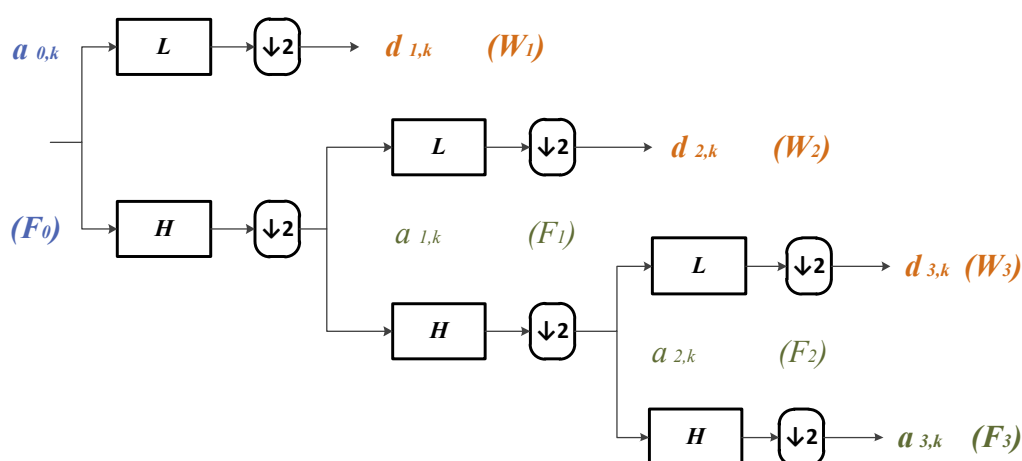 a 0,k L ↓2 d 1,k (W1)
L ↓2 d 2,k (W2)
(F0) H ↓2 a 1,k (F1)
L ↓2 d 3,k (W3)
H ↓2 a 2,k (F2)
H ↓2 a 3,k (F3)